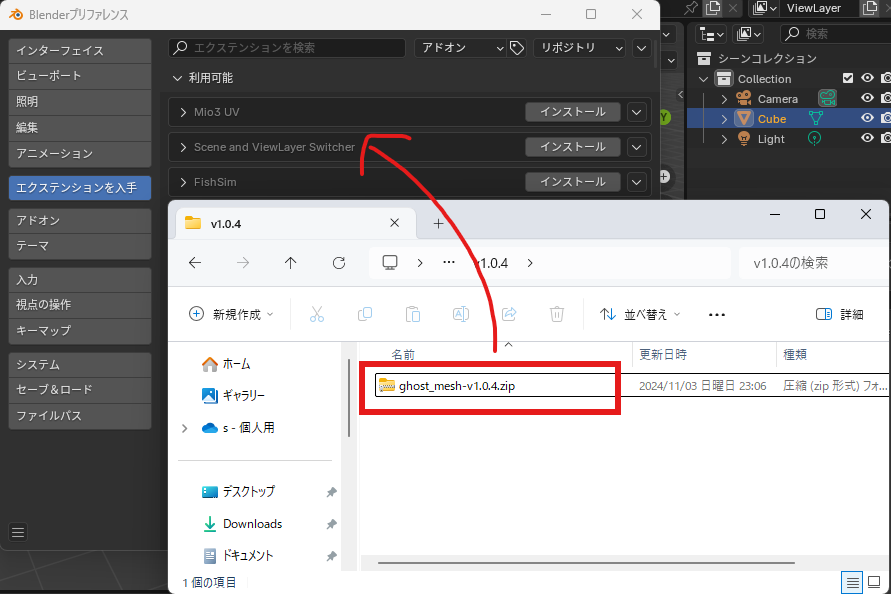 Blenderプリファレンス
ViewLayer
インターフェイス
ビューポート
照明
編集
アニメーション
エクステンションを入手
アドオン
テーマ
入力
視点の操作
キーマップ
システム
セーブ＆ロード
ファイルパス
エクステンションを検索
アドオン
リポジトリ
利用可能
Mio3 UV
インストール
Scene and ViewLayer Switcher
インストール
FishSim
インストール
検索
シーンコレクション
Collection
Camera
Cube
Light
Y
v1.0.4
v1.0.4
v1.0.4の検索
新規作成
並べ替え
詳細
ホーム
ギャラリー
s - 個人用
デスクトップ
Downloads
ドキュメント
名前
更新日時
種類
ghost_mesh-v1.0.4.zip
2024/11/03 日曜日 23:06
圧縮 (zip 形式) フォ...
1 個の項目